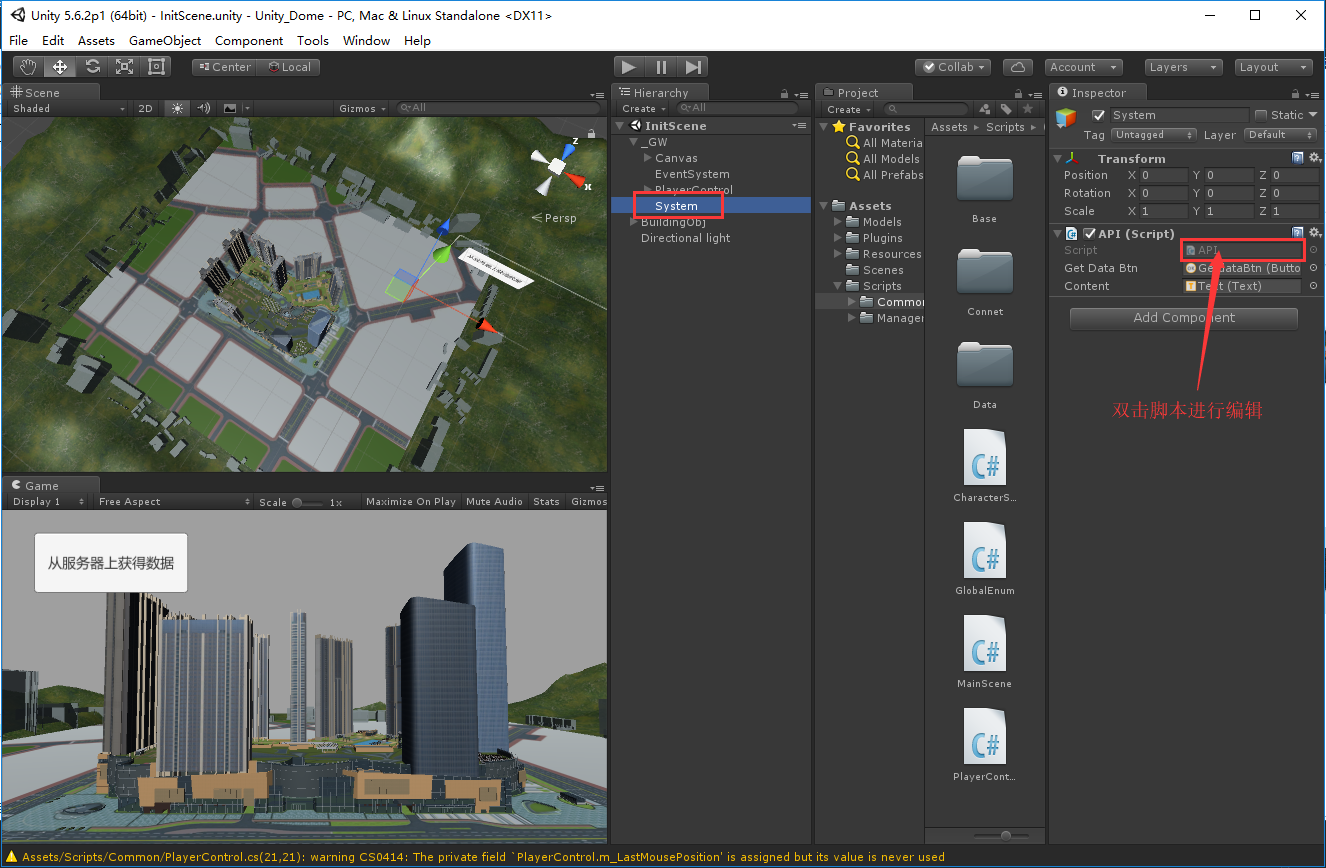 Unity 5.6.2p1 (64bit) - InitScene.unity - Unity_Dome - PC, Mac & Linux Standalone <DX11>
File Edit Assets GameObject Component Tools Window Help
Center Local Collab Account Layers Layout
Scene
Shaded 2D Gizmos All
z
x
Persp
Game
Display 1 Free Aspect Scale 1x Maximize On Play Mute Audio Stats Gizmos
从服务器上获得数据
Hierarchy
Create All
InitScene
_GW
Canvas
EventSystem
PlayerControl
System
BuildingObj
Directional light
Project
Create
Favorites
All Materia
All Models
All Prefabs
Assets
Models
Plugins
Resources
Scenes
Scripts
Common
Manager
Assets Scripts
Base
Connet
Data
C#
CharacterS...
C#
GlobalEnum
C#
MainScene
C#
PlayerCont...
Inspector
System Static
Tag Untagged Layer Default
Transform
Position X 0 Y 0 Z 0
Rotation X 0 Y 0 Z 0
Scale X 1 Y 1 Z 1
API (Script)
Script API
Get Data Btn GetdataBtn (Butto
Content Text (Text)
Add Component
双击脚本进行编辑
Assets/Scripts/Common/PlayerControl.cs(21,21): warning CS0414: The private field `PlayerControl.m_LastMousePosition' is assigned but its value is never used